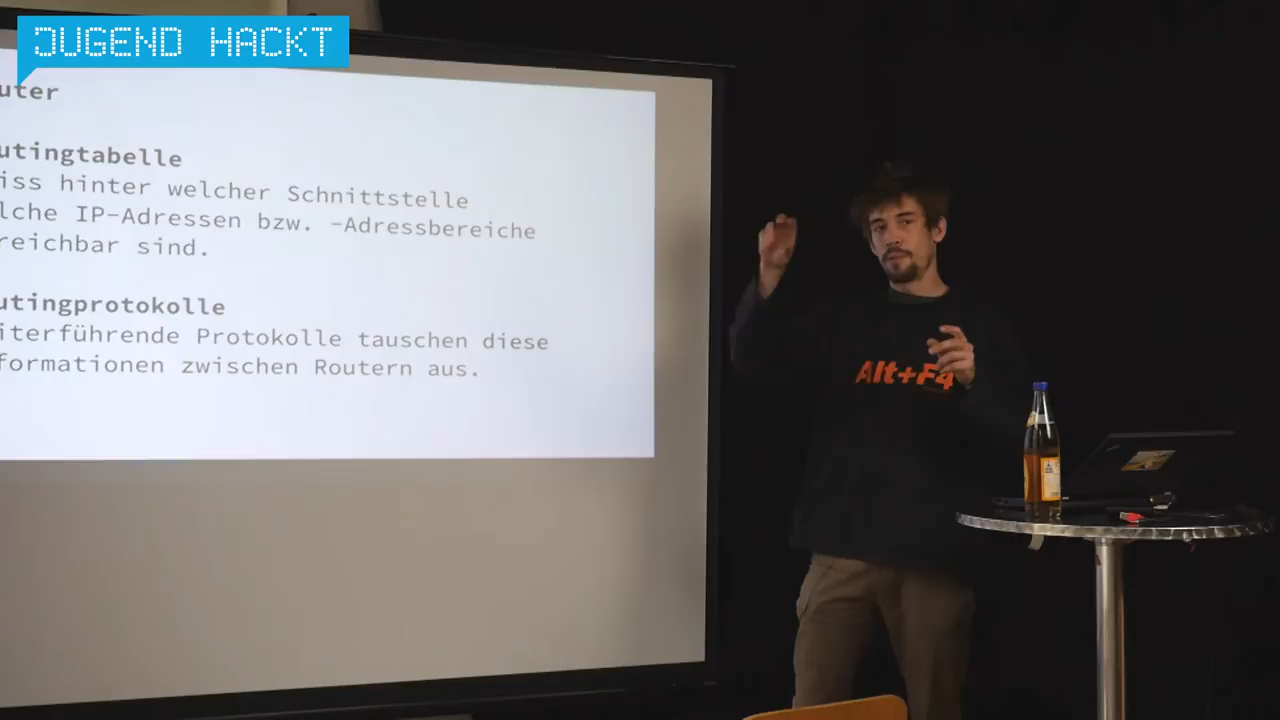 JUGEND HACKT
uter
utingtabelle
iss hinter welcher Schnittstelle
lche IP-Adressen bzw. -Adressbereiche
reichbar sind.
utingprotokolle
iterführende Protokolle tauschen diese
formationen zwischen Routern aus.
Alt+F4